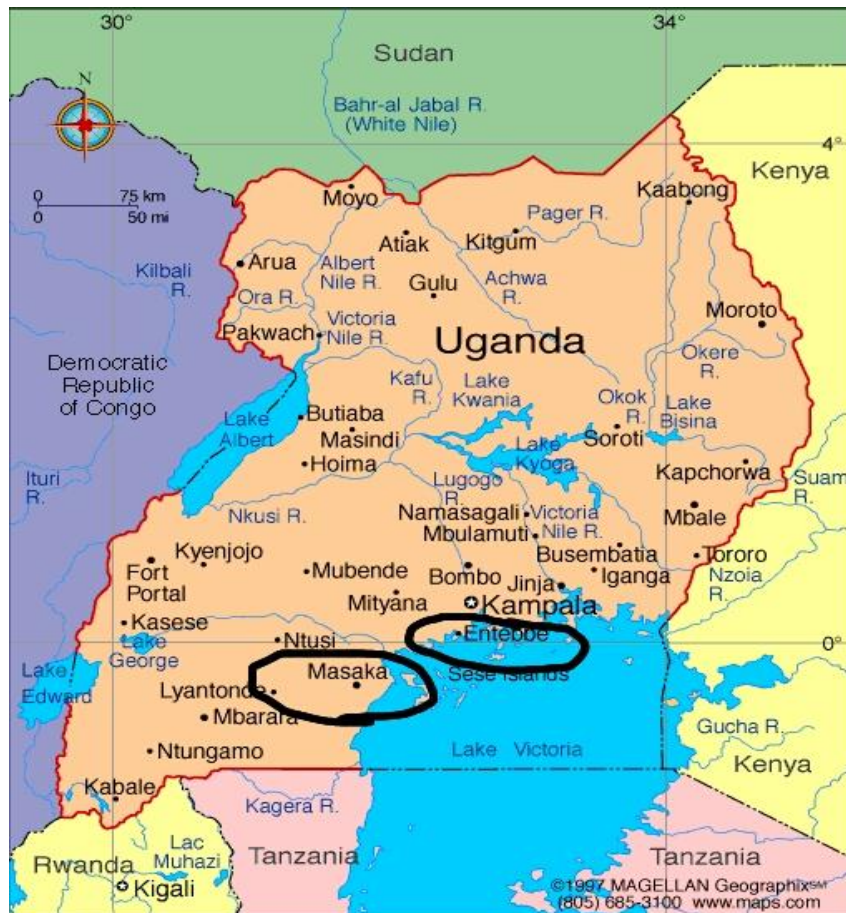 30°
34°
Sudan
N
Bahr-al Jabal R.
(White Nile)
4°
Kenya
0
75 km
0
50 mi
Moyo
Kaabong
Pager R.
Atiak
Kitgum
Kilbali
R.
Arua
Albert
Nile R.
Achwa
R.
Ora R.
Gulu
Moroto
Pakwach
Victoria
Nile R.
Uganda
Okere
R.
Democratic
Republic
of Congo
Kafu
R.
Lake
Kwania
Okok
R.
Lake
Bisina
Lake
Albert
Butiaba
Masindi
Soroti
Lake
Kyoga
Hoima
Kapchorwa
Ituri
R.
Lugogo
R.
Suam
R.
Nkusi R.
Namasagali
Victoria
Nile R.
Mbulamuti
Mbale
Kyenjojo
Busembatia
Tororo
Fort
Portal
Mubende
Bombo
Iganga
Nzoia
R.
Jinja
Mityana
Kampala
Kasese
Entebbe
0°
Ntusi
Lake
George
Lake
Edward
Masaka
Sese Islands
Lyantonde
Mbarara
Gucha R.
Ntungamo
Lake Victoria
Kenya
Kabale
Kagera R.
Lac
Muhazi
Rwanda
Tanzania
Tanzania
Kigali
©1997 MAGELLAN Geographix℠
(805) 685-3100 www.maps.com